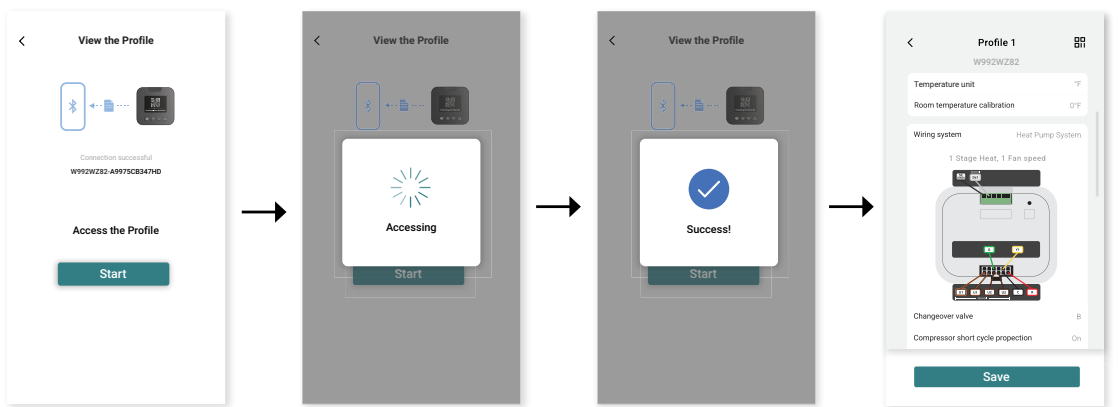 View the Profile
Connection successful
W992WZ82-A9975CB347HD
Access the Profile
Start
View the Profile
Accessing
Start
View the Profile
Success!
Start
Profile 1
W992WZ82
Temperature unit °F
Room temperature calibration 0°F
Wiring system Heat Pump System
1 Stage Heat, 1 Fan speed
Changeover valve B
Compressor short cycle propection On
Save